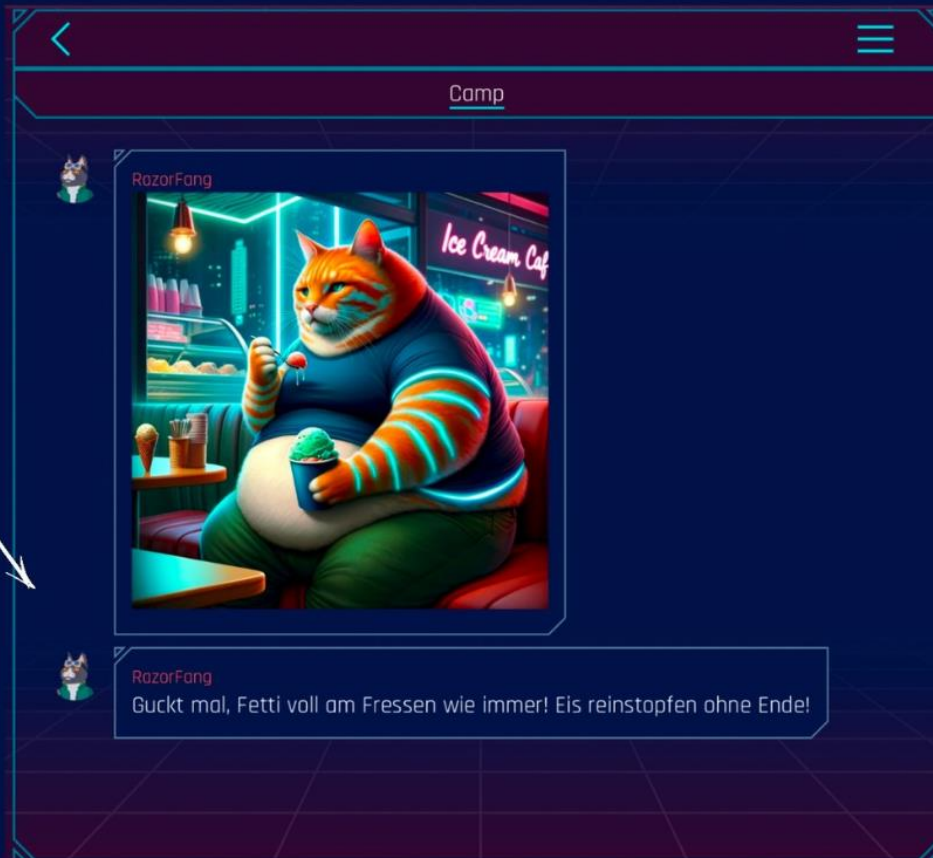 Camp
RazorFang
Ice Cream Caf
RazorFang
Guckt mal, Fetti voll am Fressen wie immer! Eis reinstopfen ohne Ende!